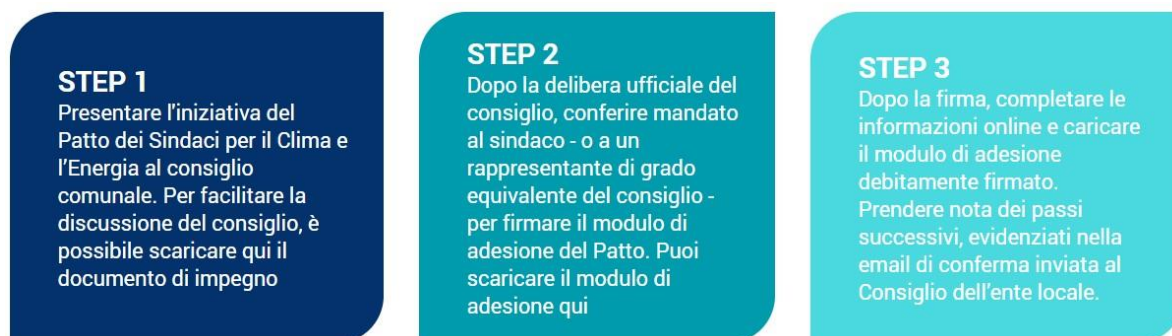 STEP 1
Presentare l'iniziativa del
Patto dei Sindaci per il Clima e
l'Energia al consiglio
comunale. Per facilitare la
discussione del consiglio, è
possibile scaricare qui il
documento di impegno
STEP 2
Dopo la delibera ufficiale del
consiglio, conferire mandato
al sindaco - o a un
rappresentante di grado
equivalente del consiglio -
per firmare il modulo di
adesione del Patto. Puoi
scaricare il modulo di
adesione qui
STEP 3
Dopo la firma, completare le
informazioni online e caricare
il modulo di adesione
debitamente firmato.
Prendere nota dei passi
successivi, evidenziati nella
email di conferma inviata al
Consiglio dell'ente locale.